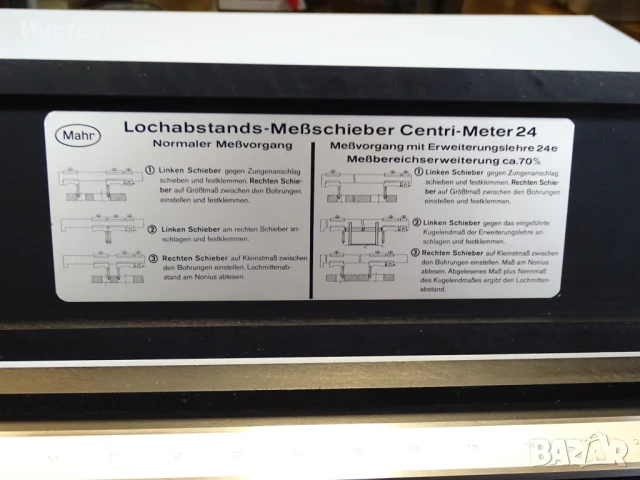 Инструм
Mahr
Lochabstands-Meßschieber Centri-Meter 24
Normaler Meßvorgang
① Linken Schieber gegen Zungenanschlag
schieben und festklemmen. Rechten Schie-
ber auf Größtmaß zwischen den Bohrungen
einstellen und festklemmen.
② Linken Schieber am rechten Schieber an-
schlagen und festklemmen.
③ Rechten Schieber auf Kleinstmaß zwischen
den Bohrungen einstellen, Lochmittenab-
stand am Nonius ablesen.
Meßvorgang mit Erweiterungslehre 24e
Meßbereichserweiterung ca.70%
① Linken Schieber gegen Zungenanschlag
schieben und festklemmen. Rechten Schie-
ber auf Größtmaß zwischen den Bohrungen
einstellen und festklemmen.
② Linken Schieber gegen das eingeführte
Kugelendmaß der Erweiterungslehre an-
schlagen und festklemmen.
③ Rechten Schieber auf Kleinstmaß zwischen
den Bohrungen einstellen. Maß am Nonius
ablesen. Abgelesenes Maß plus Nennmaß
des Kugelendmaßes ergibt den Lochmitten-
abstand.
BAZAR